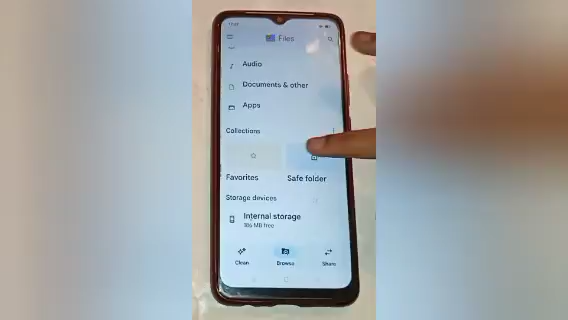 Files
Audio
Documents & other
Apps
Collections
Favorites
Safe folder
Storage devices
Internal storage
Clean
Browse
Share